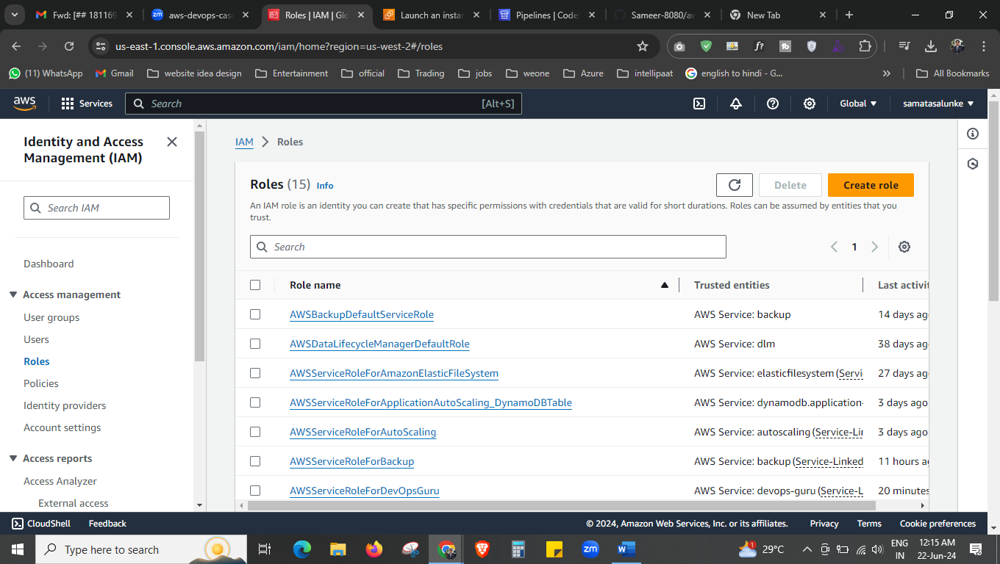 Fwd: [## 181169
aws-devops-cas
Roles | IAM | Glo
Launch an instan
Pipelines | Code
Sameer-8080/aw
New Tab
us-east-1.console.aws.amazon.com/iam/home?region=us-west-2#/roles
(11) WhatsApp
Gmail
website idea design
Entertainment
official
Trading
jobs
weone
Azure
intellipaat
english to hindi - G...
All Bookmarks
aws
Services
Search
[Alt+S]
Global
samatasalunke
Identity and Access
Management (IAM)
Search IAM
Dashboard
Access management
User groups
Users
Roles
Policies
Identity providers
Account settings
Access reports
Access Analyzer
External access
IAM
Roles
Roles (15) Info
Delete
Create role
An IAM role is an identity you can create that has specific permissions with credentials that are valid for short durations. Roles can be assumed by entities that you
trust.
Search
1
Role name
Trusted entities
Last activit
AWSBackupDefaultServiceRole
AWS Service: backup
14 days ago
AWSDataLifecycleManagerDefaultRole
AWS Service: dlm
38 days ago
AWSServiceRoleForAmazonElasticFileSystem
AWS Service: elasticfilesystem (Servi
27 days ago
AWSServiceRoleForApplicationAutoScaling_DynamoDBTable
AWS Service: dynamodb.application-
3 days ago
AWSServiceRoleForAutoScaling
AWS Service: autoscaling (Service-Lin
3 days ago
AWSServiceRoleForBackup
AWS Service: backup (Service-Linked
11 hours ag
AWSServiceRoleForDevOpsGuru
AWS Service: devops-guru (Service-L
20 minutes
CloudShell
Feedback
© 2024, Amazon Web Services, Inc. or its affiliates.
Privacy
Terms
Cookie preferences
Type here to search
29°C
ENG
IN
12:15 AM
22-Jun-24